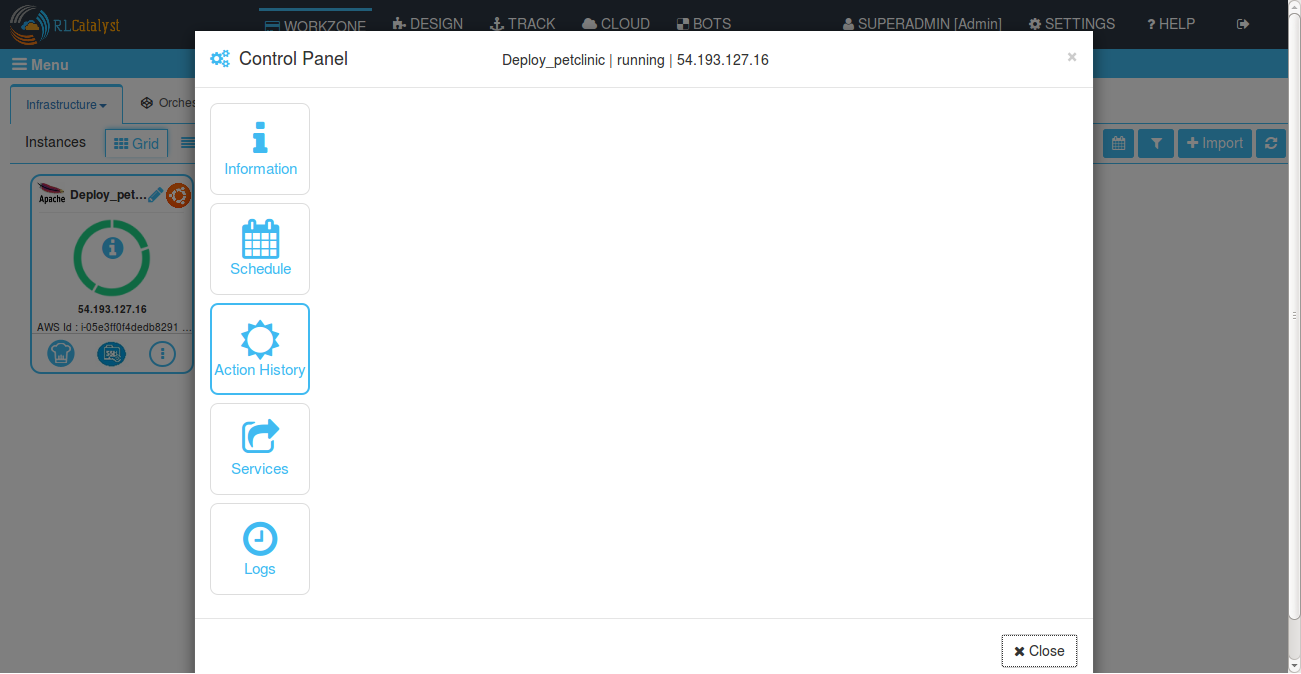 RLCatalyst
WORKZONE DESIGN TRACK CLOUD BOTS SUPERADMIN [Admin] SETTINGS ? HELP
Menu
Control Panel
Deploy_petclinic | running | 54.193.127.16
×
Infrastructure
Orches
Instances
Grid
Import
Apache
Deploy_pet...
54.193.127.16
AWS Id : i-05e3ff0f4dedb8291 ...
Information
Schedule
Action History
Services
Logs
Close